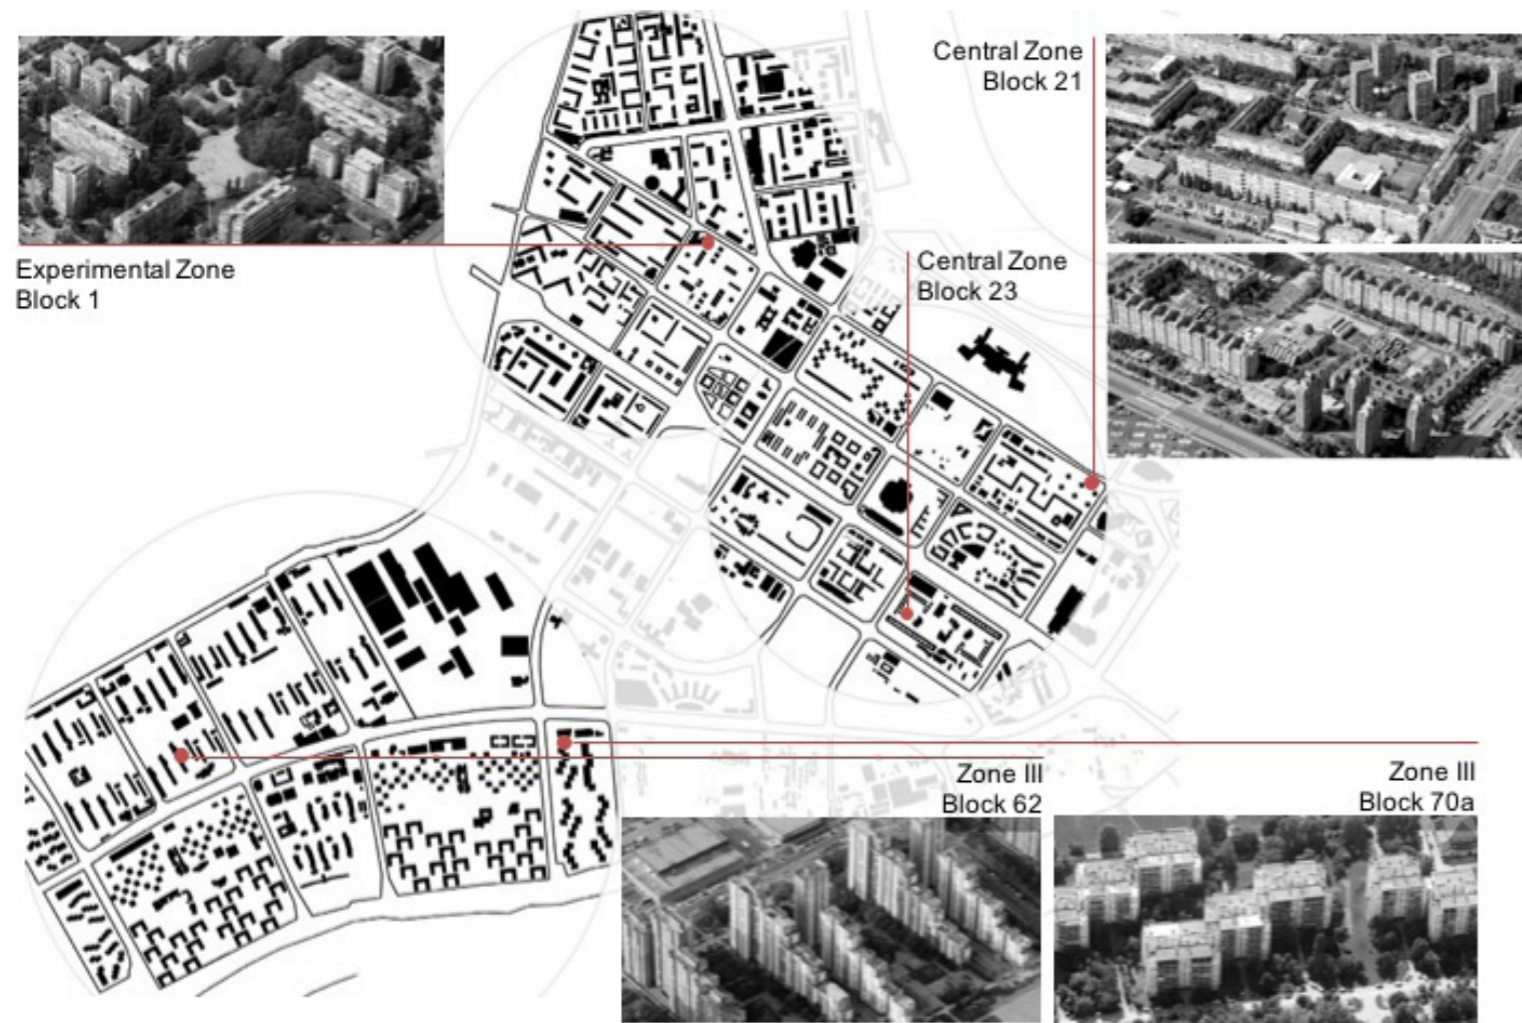 Central Zone
Block 21
Experimental Zone
Block 1
Central Zone
Block 23
Zone III
Block 62
Zone III
Block 70a